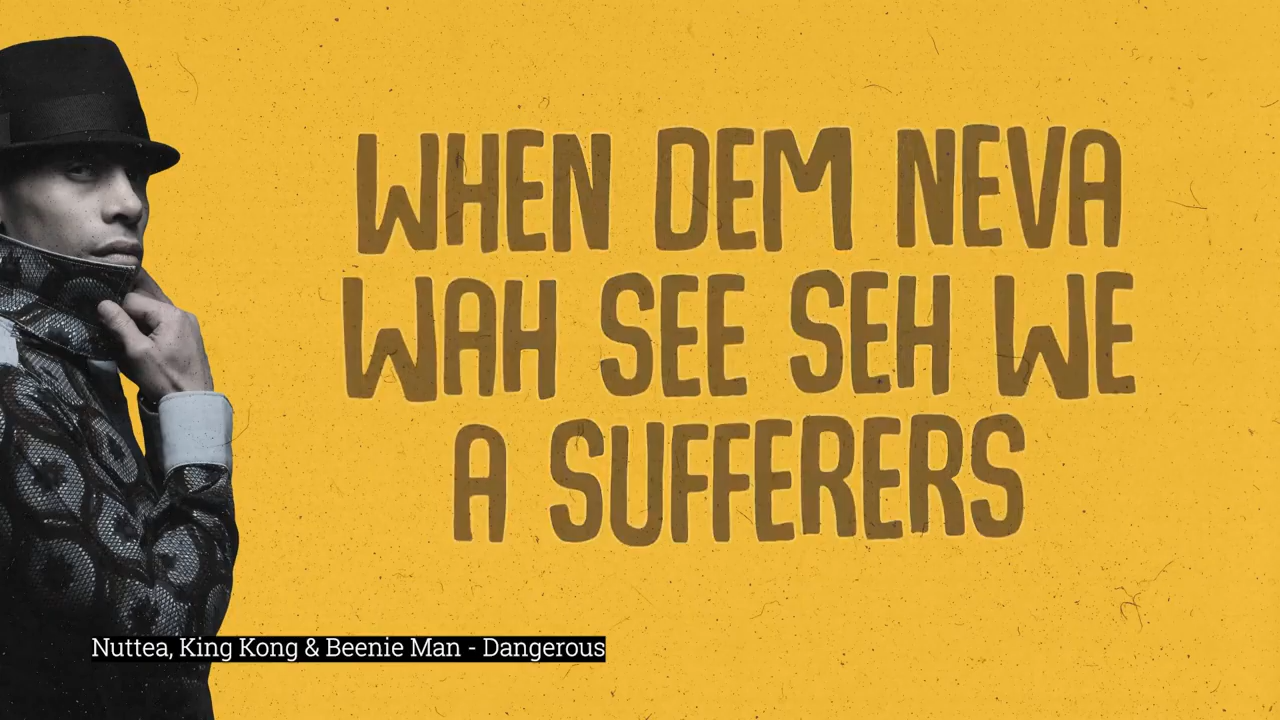 WHEN DEM NEVA
WAH SEE SEH WE
A SUFFERERS
Nuttea, King Kong & Beenie Man - Dangerous